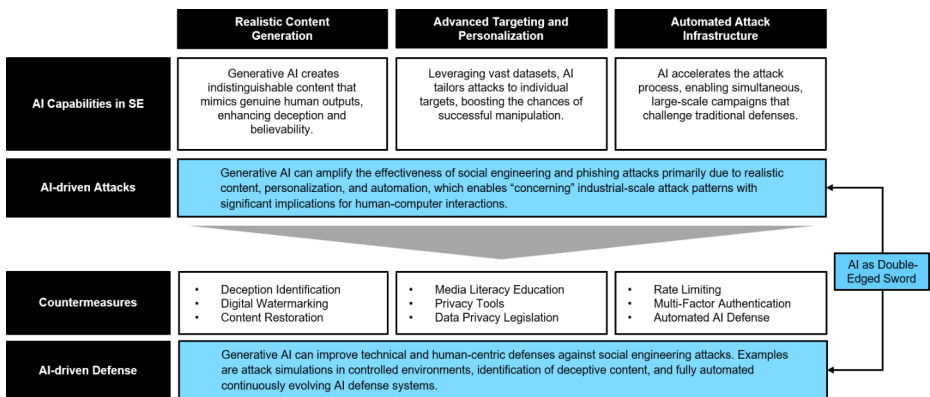 Realistic Content
Generation
Advanced Targeting and
Personalization
Automated Attack
Infrastructure
AI Capabilities in SE
Generative AI creates
indistinguishable content that
mimics genuine human outputs,
enhancing deception and
believability.
Leveraging vast datasets, AI
tailors attacks to individual
targets, boosting the chances of
successful manipulation.
AI accelerates the attack
process, enabling simultaneous,
large-scale campaigns that
challenge traditional defenses.
AI-driven Attacks
Generative AI can amplify the effectiveness of social engineering and phishing attacks primarily due to realistic
content, personalization, and automation, which enables “concerning” industrial-scale attack patterns with
significant implications for human-computer interactions.
AI as Double-
Edged Sword
Countermeasures
• Deception Identification
• Digital Watermarking
• Content Restoration
• Media Literacy Education
• Privacy Tools
• Data Privacy Legislation
• Rate Limiting
• Multi-Factor Authentication
• Automated AI Defense
AI-driven Defense
Generative AI can improve technical and human-centric defenses against social engineering attacks. Examples
are attack simulations in controlled environments, identification of deceptive content, and fully automated
continuously evolving AI defense systems.